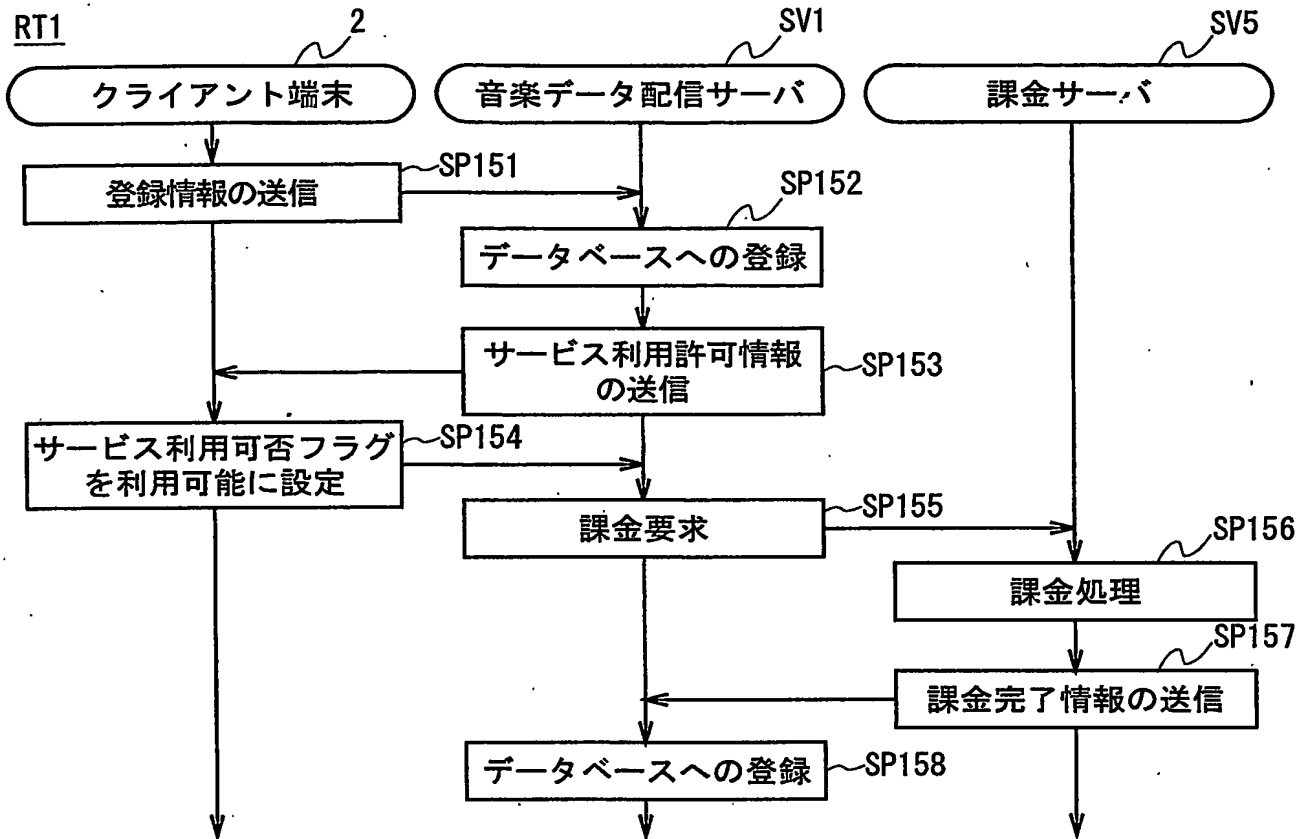 RT1
2
SV1
SV5
クライアント端末
音楽データ配信サーバ
課金サーバ
SP151
登録情報の送信
SP152
データベースへの登録
サービス利用許可情報
の送信
SP153
SP154
サービス利用可否フラグ
を利用可能に設定
SP155
課金要求
SP156
課金処理
SP157
課金完了情報の送信
データベースへの登録
SP158